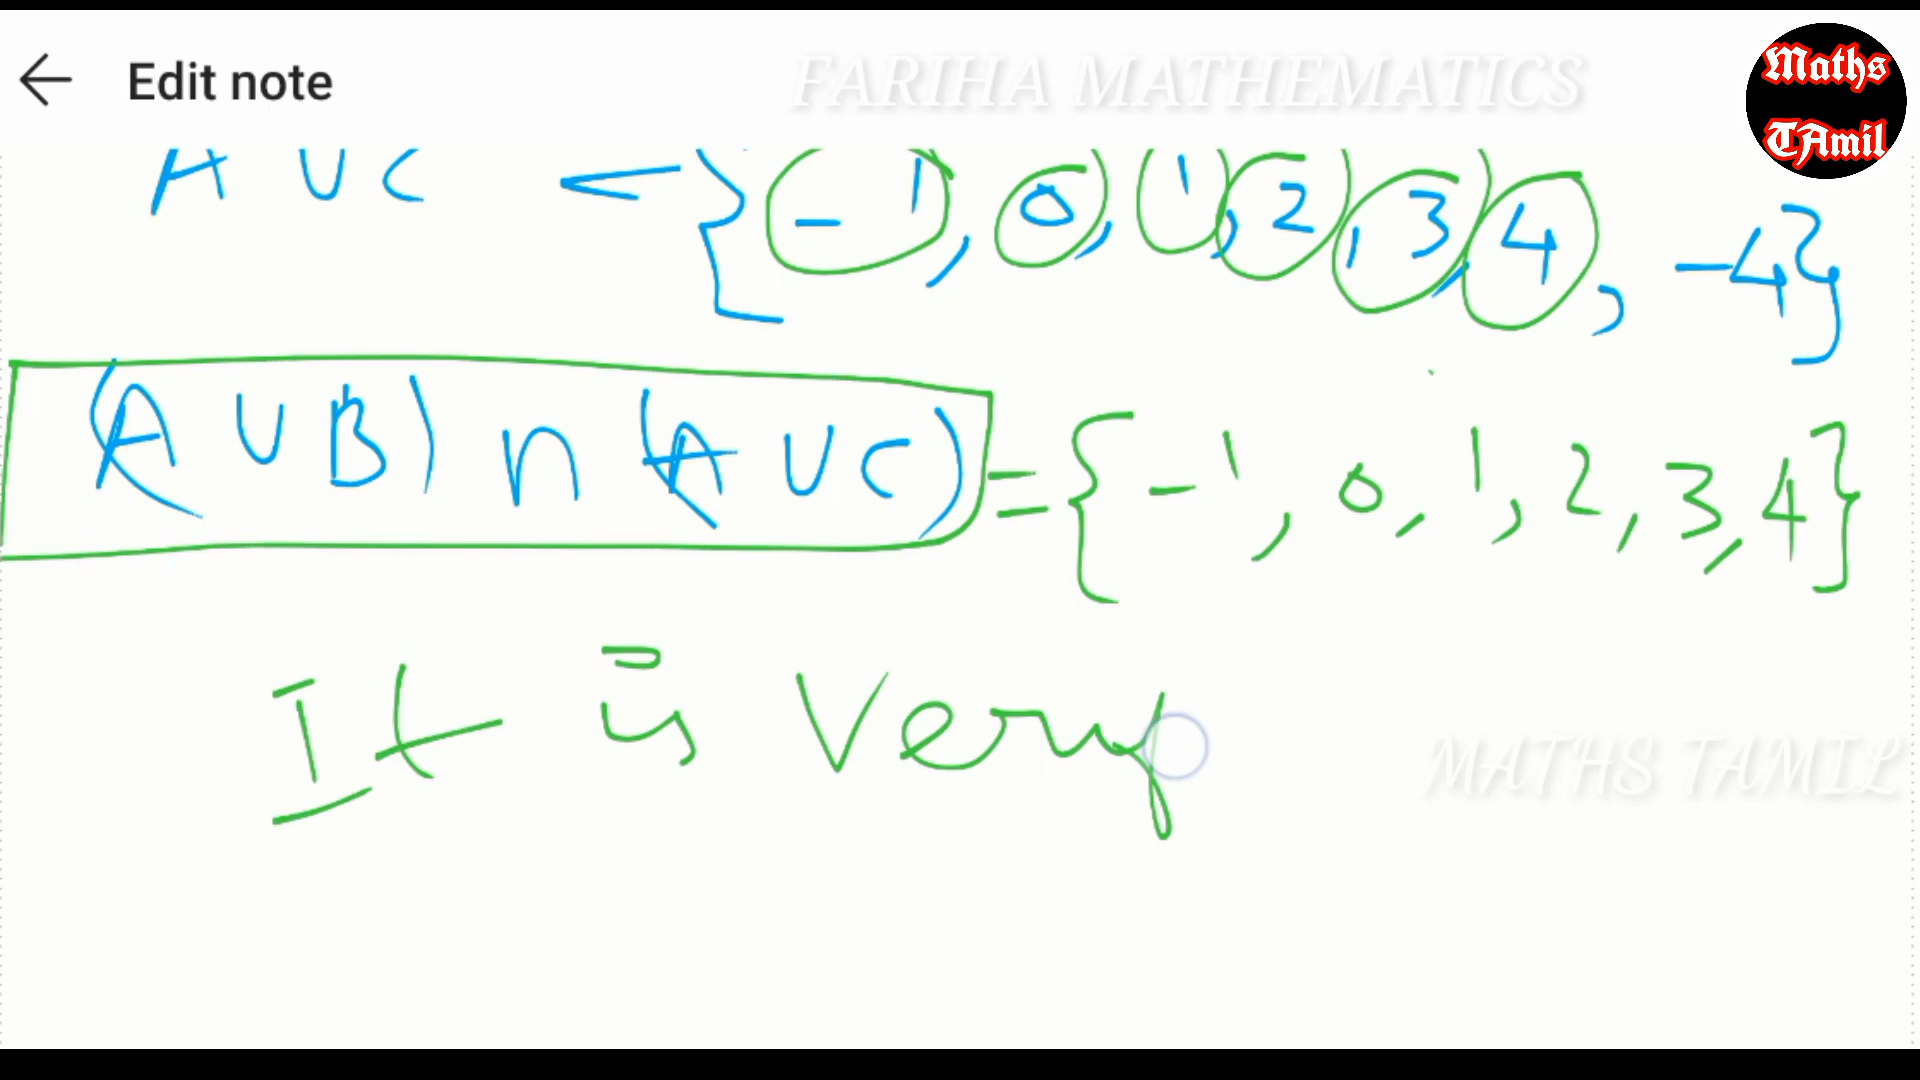 Edit note
FARIHA MATHEMATICS
Maths
TAmil
A ∪ C = {-1, 0, 1, 2, 3, 4, -4}
(A ∪ B) ∩ (A ∪ C) = {-1, 0, 1, 2, 3, 4}
It is Verif
MATHS TAMIL